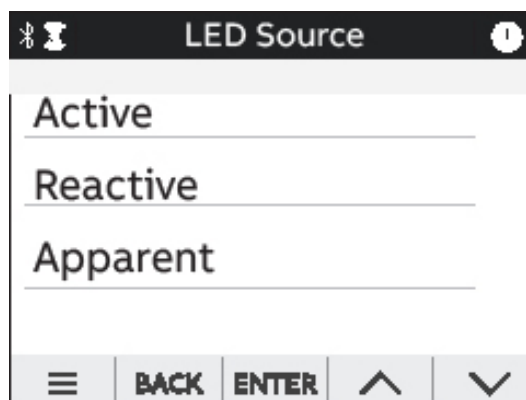 LED Source
Active
Reactive
Apparent
BACK ENTER